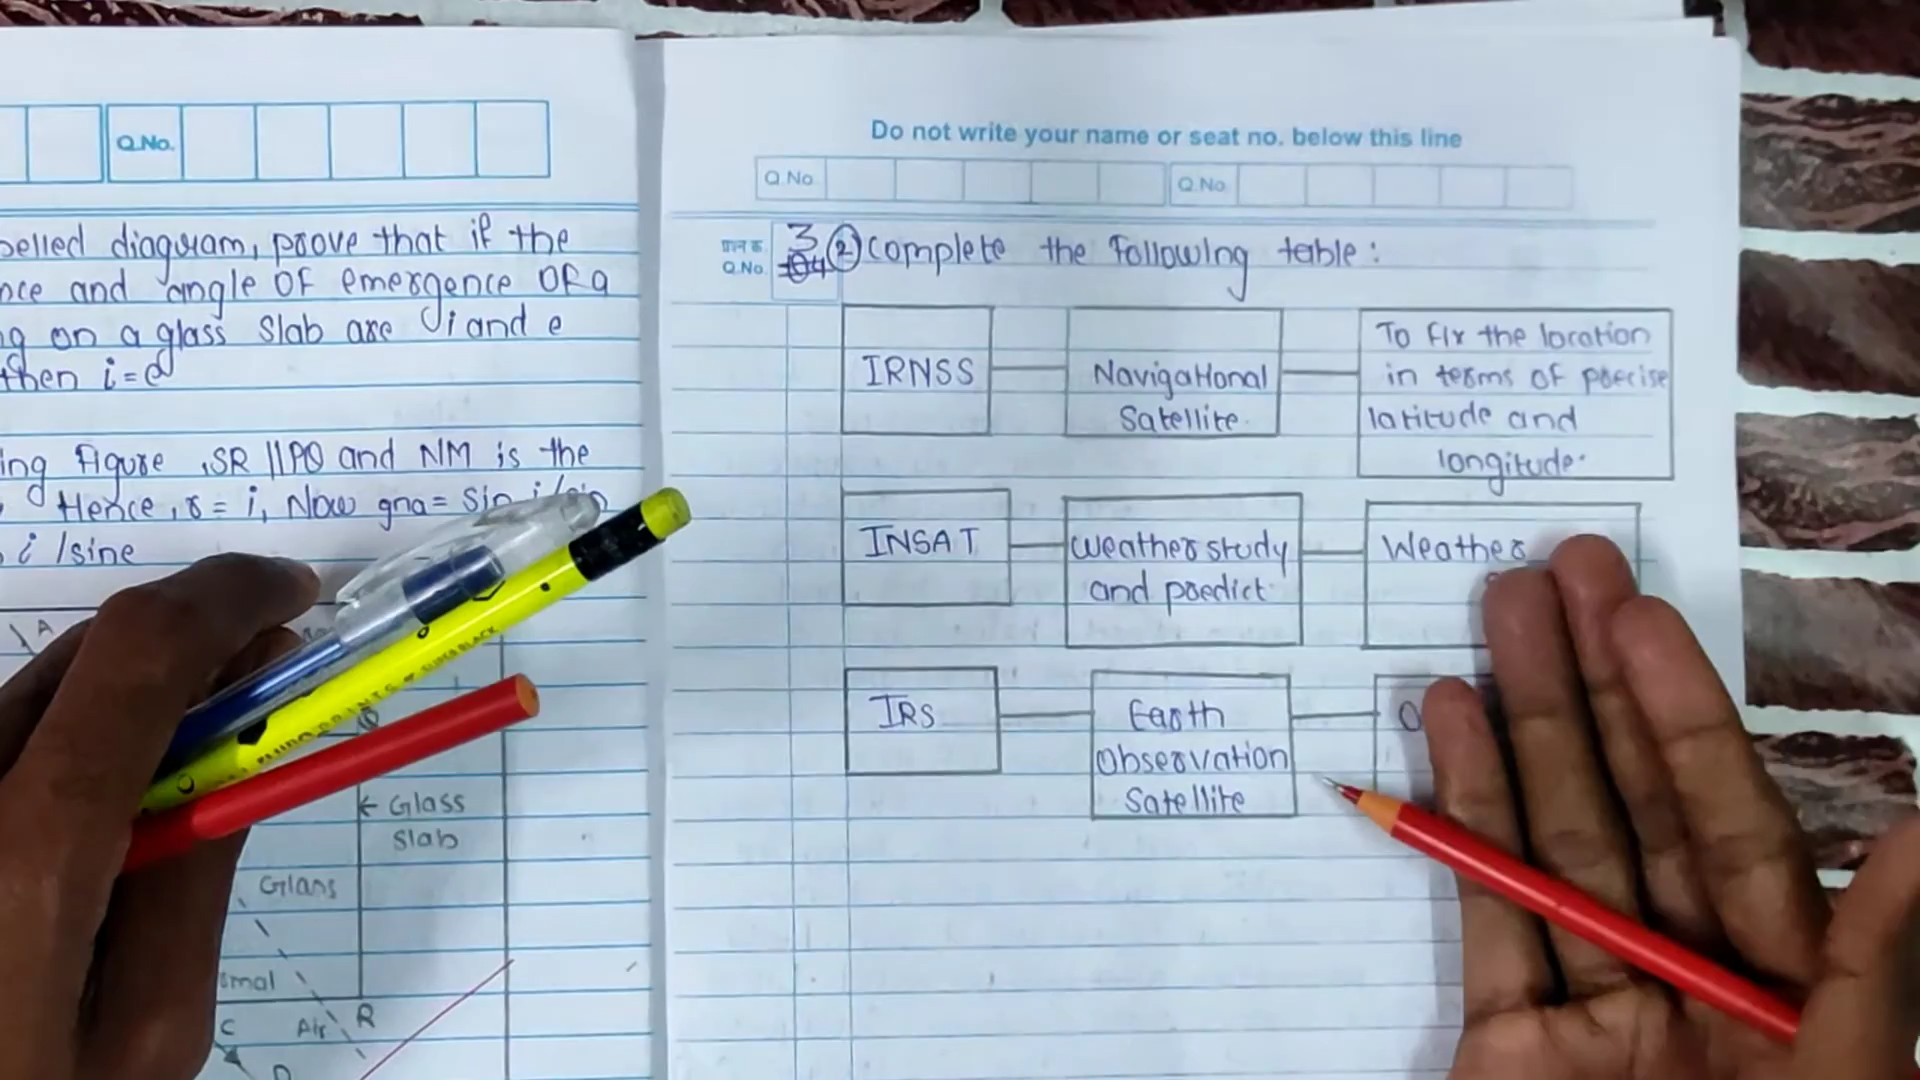 Q.No.
belled diagram, prove that if the
nce and angle OF emergence OF a
ng on a glass Slab are i and e
then i = e
ing Figure , SR || PQ and NM is the
Hence, r = i, Now gna = Sin i /
i /sine
A
Glass
Slab
Glass
C
Air
R
D
Do not write your name or seat no. below this line
Q.No.
Q.No.
Q.No.
3
② Complete the Following table :
IRNSS
Navigational
Satellite.
To Fix the location
in terms of precise
latitude and
longitude.
INSAT
Weather study
and predict.
Weather
IRS
Earth
Observation
Satellite